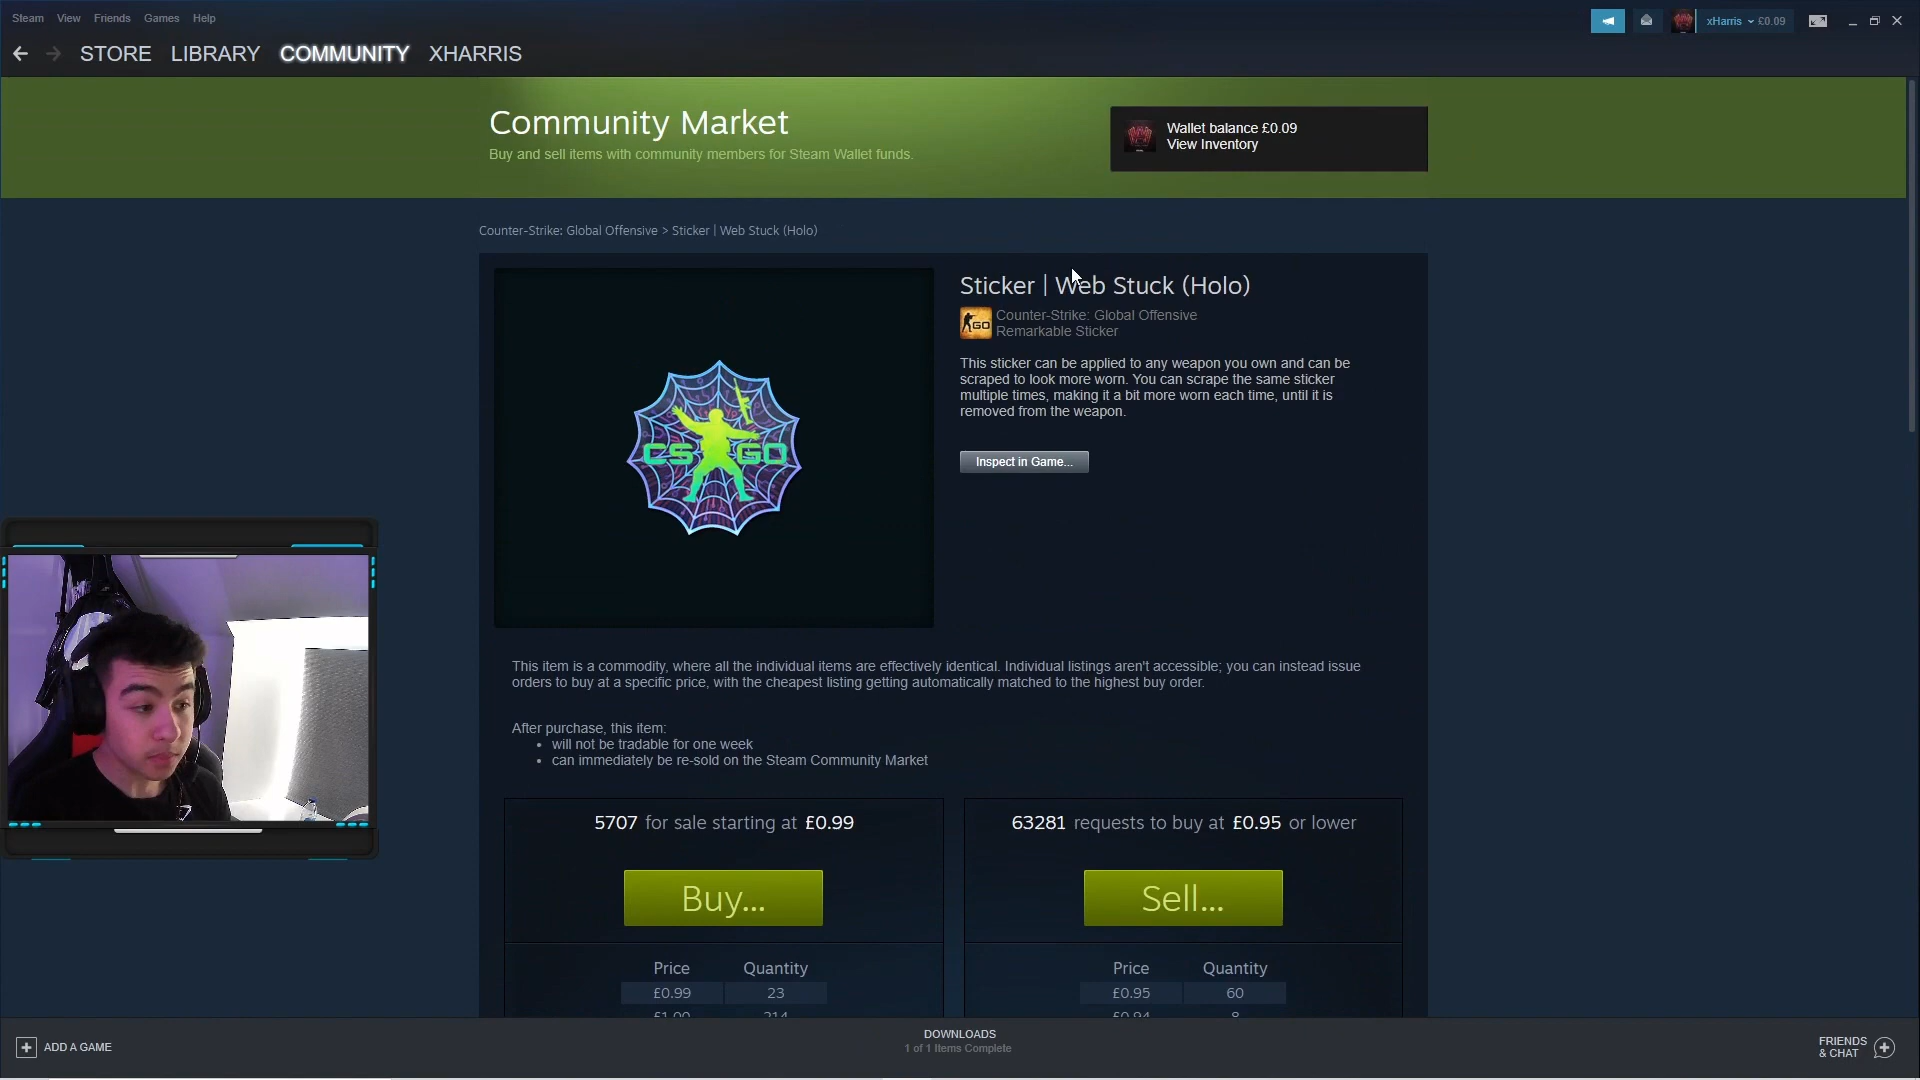 Steam View Friends Games Help
xHarris £0.09
STORE LIBRARY COMMUNITY XHARRIS
Community Market
Buy and sell items with community members for Steam Wallet funds.
Wallet balance £0.09
View Inventory
Counter-Strike: Global Offensive > Sticker | Web Stuck (Holo)
CS GO
Sticker | Web Stuck (Holo)
GO
Counter-Strike: Global Offensive
Remarkable Sticker
This sticker can be applied to any weapon you own and can be
scraped to look more worn. You can scrape the same sticker
multiple times, making it a bit more worn each time, until it is
removed from the weapon.
Inspect in Game...
This item is a commodity, where all the individual items are effectively identical. Individual listings aren't accessible; you can instead issue
orders to buy at a specific price, with the cheapest listing getting automatically matched to the highest buy order.
After purchase, this item:
• will not be tradable for one week
• can immediately be re-sold on the Steam Community Market
5707 for sale starting at £0.99
Buy...
Price Quantity
£0.99 23
£1.00 214
63281 requests to buy at £0.95 or lower
Sell...
Price Quantity
£0.95 60
£0.94 8
+ ADD A GAME
DOWNLOADS
1 of 1 Items Complete
FRIENDS
& CHAT